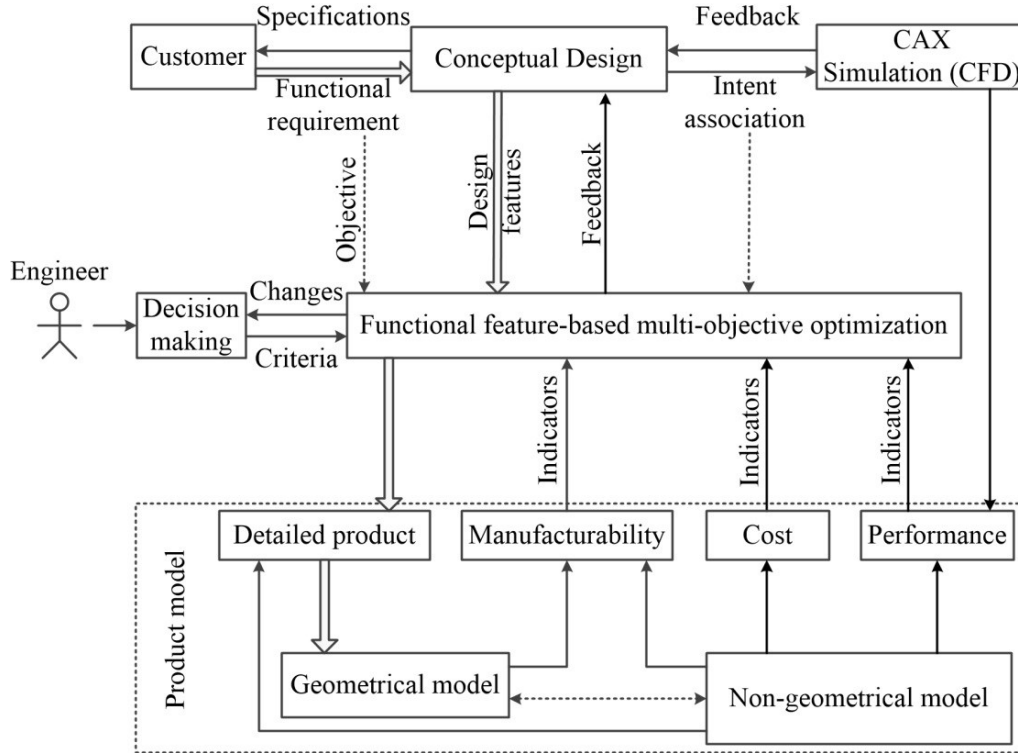 Specifications
Feedback
Customer
Conceptual Design
CAX
Simulation (CFD)
Functional
requirement
Intent
association
Objective
Design
features
Feedback
Engineer
Decision
making
Changes
Criteria
Functional feature-based multi-objective optimization
Indicators
Indicators
Indicators
Product model
Detailed product
Manufacturability
Cost
Performance
Geometrical model
Non-geometrical model